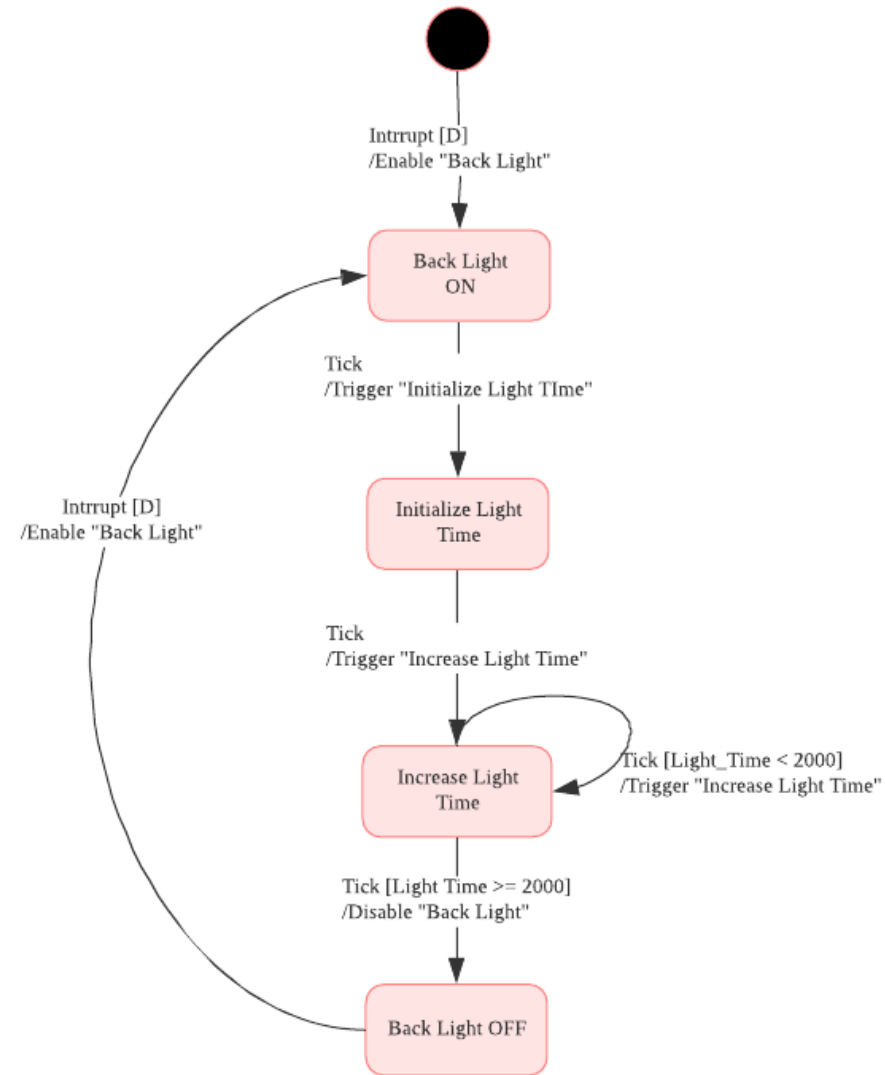 Intrrupt [D]
/Enable "Back Light"
Back Light
ON
Tick
/Trigger "Initialize Light TIme"
Initialize Light
Time
Intrrupt [D]
/Enable "Back Light"
Tick
/Trigger "Increase Light Time"
Increase Light
Time
Tick [Light_Time < 2000]
/Trigger "Increase Light Time"
Tick [Light Time >= 2000]
/Disable "Back Light"
Back Light OFF